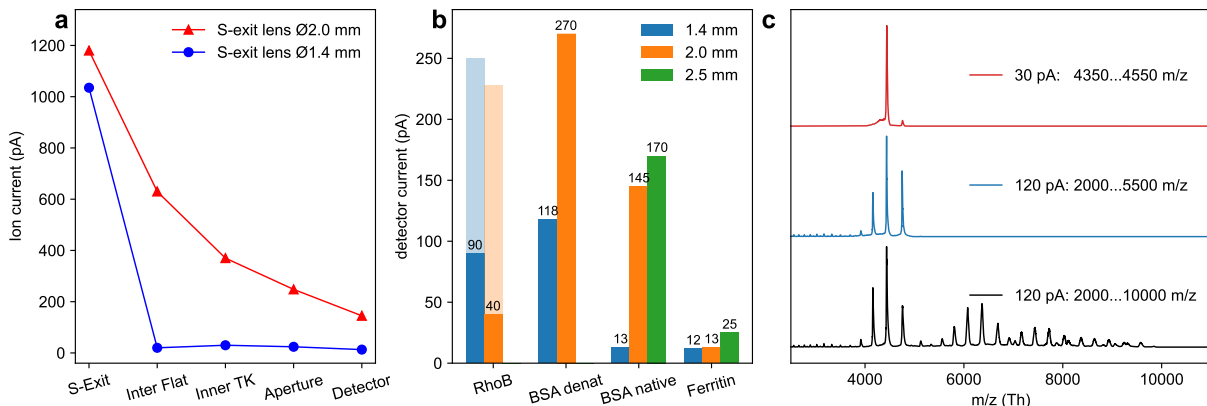 a
S-exit lens Ø2.0 mm
S-exit lens Ø1.4 mm
Ion current (pA)
1200
1000
800
600
400
200
0
S-Exit
Inter Flat
Inner TK
Aperture
Detector
b
1.4 mm
2.0 mm
2.5 mm
detector current (pA)
250
200
150
100
50
0
90
40
118
270
13
145
170
12
13
25
RhoB
BSA denat
BSA native
Ferritin
c
30 pA: 4350...4550 m/z
120 pA: 2000...5500 m/z
120 pA: 2000...10000 m/z
4000
6000
8000
10000
m/z (Th)